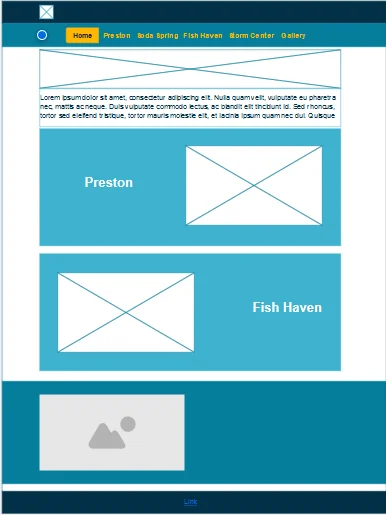 Home Preston Soda Spring Fish Haven Storm Center Gallery
Lorem ipsum dolor sit amet, consectetur adipiscing elit. Nulla quam velit, vulputate eu pharetra
nec, mattis ac neque. Duis vulputate commodo lectus, ac blandit elit tincidunt id. Sed rhoncus,
tortor sed eleifend tristique, tortor mauris molestie elit, et lacinia ipsum quam nec dui. Quisque
Preston
Fish Haven
Link